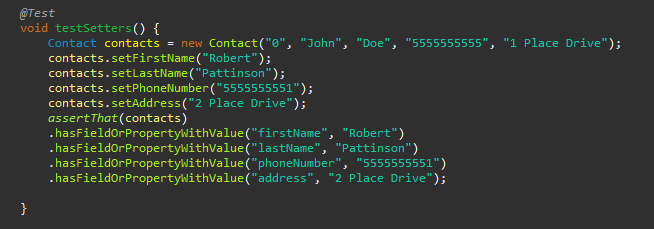 @Test
void testSetters() {
Contact contacts = new Contact("0", "John", "Doe", "5555555555", "1 Place Drive");
contacts.setFirstName("Robert");
contacts.setLastName("Pattinson");
contacts.setPhoneNumber("5555555551");
contacts.setAddress("2 Place Drive");
assertThat(contacts)
.hasFieldOrPropertyWithValue("firstName", "Robert")
.hasFieldOrPropertyWithValue("lastName", "Pattinson")
.hasFieldOrPropertyWithValue("phoneNumber", "5555555551")
.hasFieldOrPropertyWithValue("address", "2 Place Drive");
}